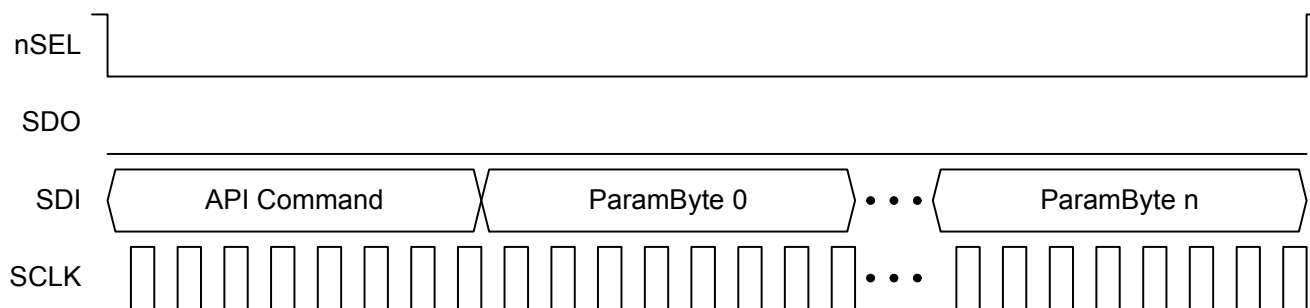 nSEL
SDO
SDI API Command ParamByte 0 ParamByte n
SCLK